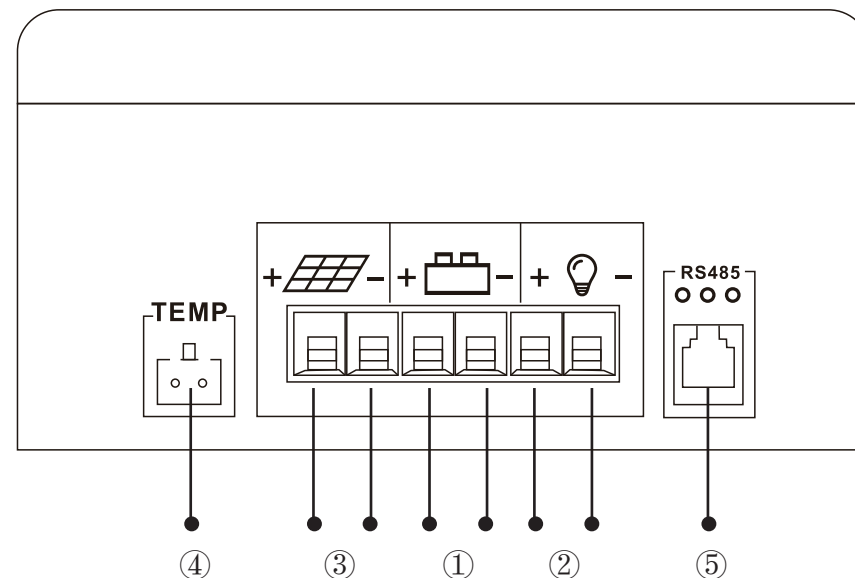 + - + - + -
TEMP
RS485
④ ③ ① ② ⑤